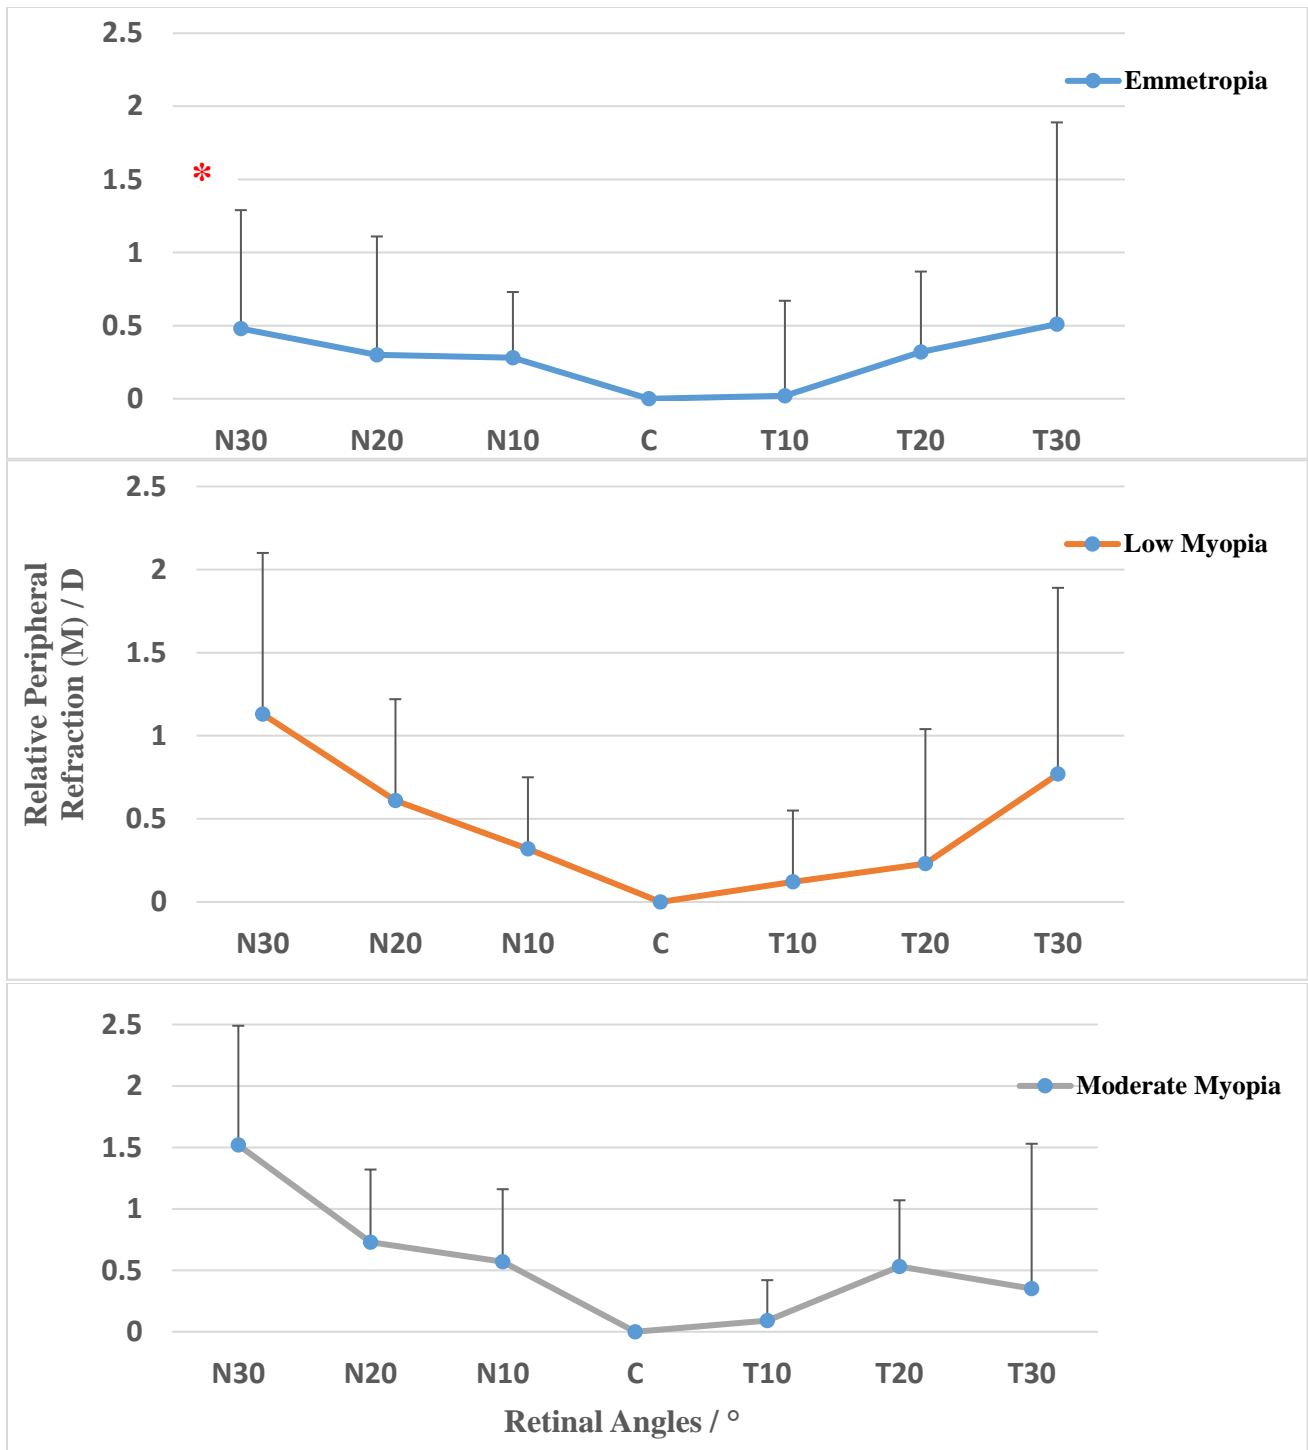 2.5
Emmetropia
2
*
1.5
1
0.5
0
N30 N20 N10 C T10 T20 T30
Relative Peripheral
Refraction (M) / D
2.5
Low Myopia
2
1.5
1
0.5
0
N30 N20 N10 C T10 T20 T30
2.5
Moderate Myopia
2
1.5
1
0.5
0
N30 N20 N10 C T10 T20 T30
Retinal Angles / °